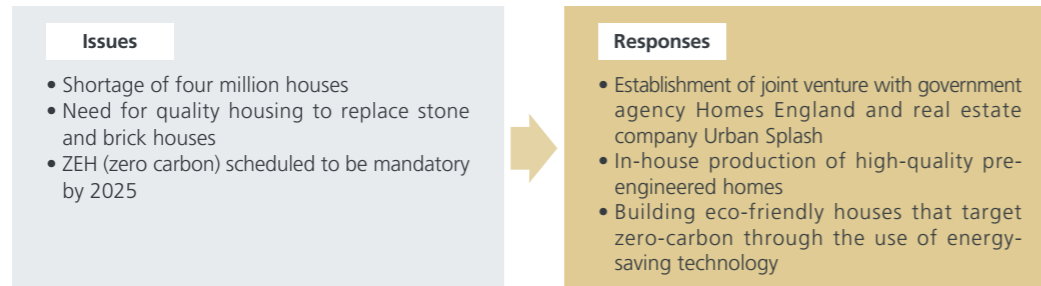 Issues
• Shortage of four million houses
• Need for quality housing to replace stone
and brick houses
• ZEH (zero carbon) scheduled to be mandatory
by 2025
Responses
• Establishment of joint venture with government
agency Homes England and real estate
company Urban Splash
• In-house production of high-quality pre-
engineered homes
• Building eco-friendly houses that target
zero-carbon through the use of energy-
saving technology